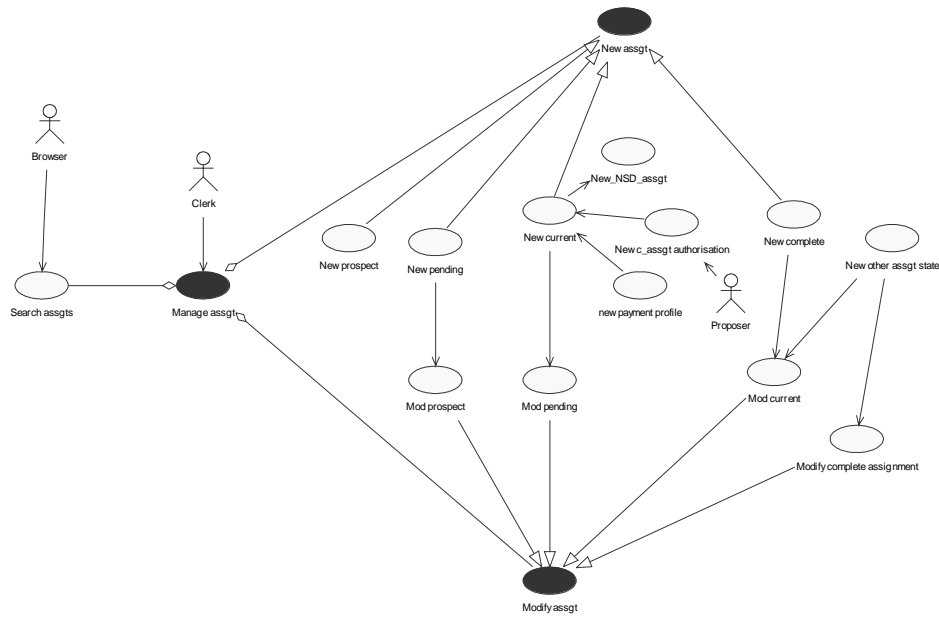 New assgt
Browser
Clerk
New_NSD_assgt
New prospect
New pending
New current
New c_assgt authorisation
New complete
New other assgt state
Search assgts
Manage assgt
new payment profile
Proposer
Mod prospect
Mod pending
Mod current
Modify complete assignment
Modify assgt